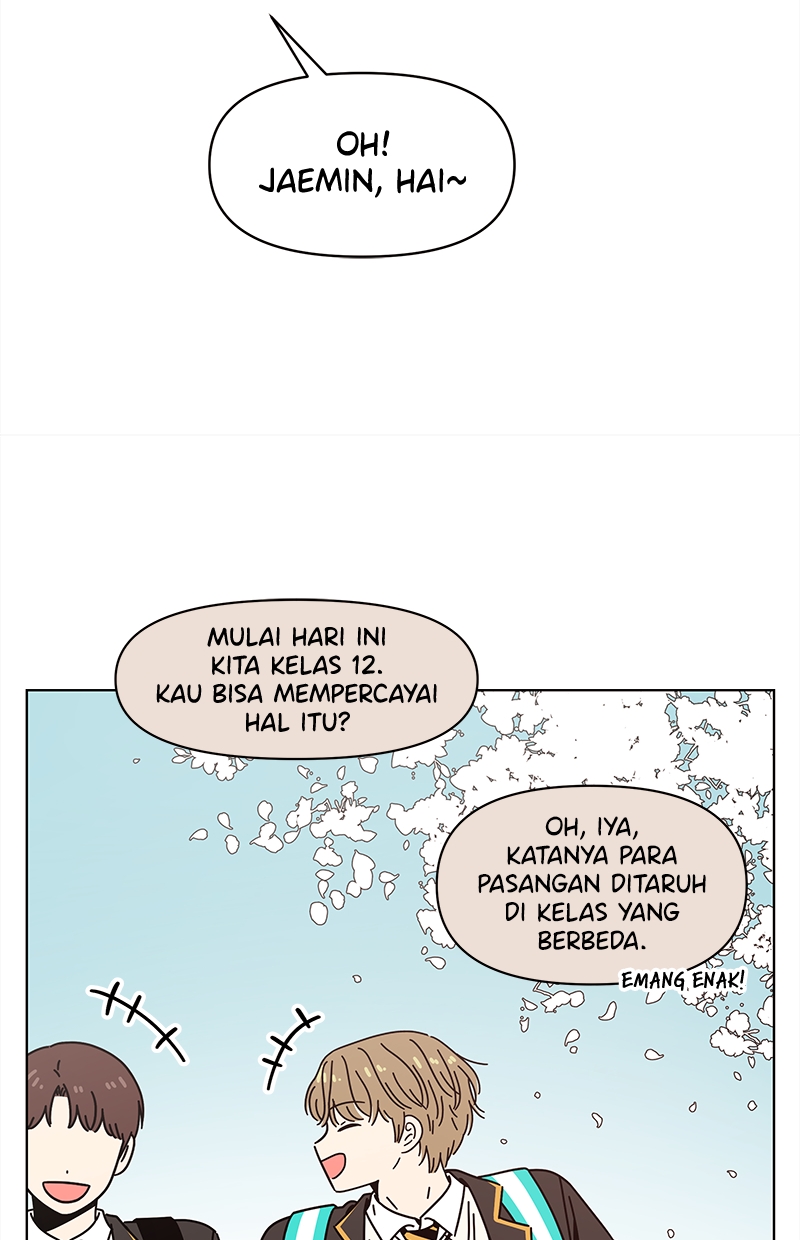 OH!
JAEMIN, HAI~
MULAI HARI INI
KITA KELAS 12.
KAU BISA MEMPERCAYAI
HAL ITU?
OH, IYA,
KATANYA PARA
PASANGAN DITARUH
DI KELAS YANG
BERBEDA.
EMANG ENAK!